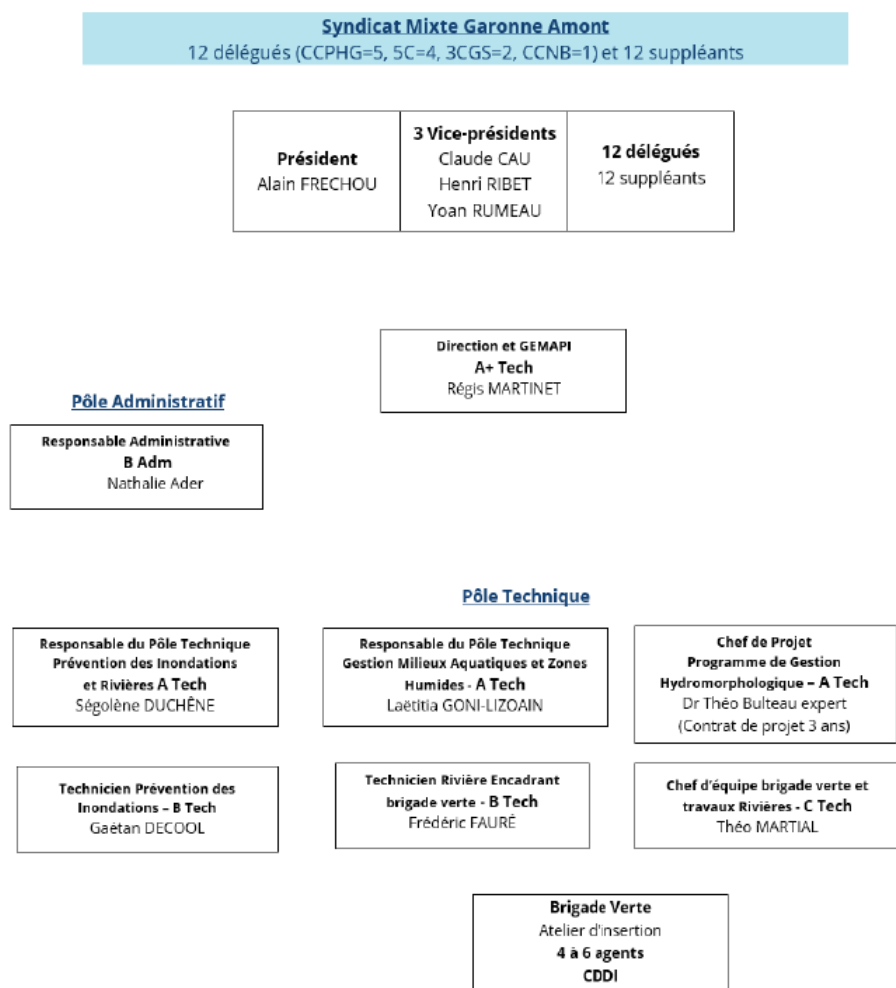 Syndicat Mixte Garonne Amont
12 délégués (CCPHG=5, 5C=4, 3CGS=2, CCNB=1) et 12 suppléants
Président
Alain FRECHOU
3 Vice-présidents
Claude CAU
Henri RIBET
Yoan RUMEAU
12 délégués
12 suppléants
Direction et GEMAPI
A+ Tech
Régis MARTINET
Pôle Administratif
Responsable Administrative
B Adm
Nathalie Ader
Pôle Technique
Responsable du Pôle Technique
Prévention des Inondations
et Rivières A Tech
Ségolène DUCHÊNE
Responsable du Pôle Technique
Gestion Milieux Aquatiques et Zones
Humides - A Tech
Laëtitia GONI-LIZOAIN
Chef de Projet
Programme de Gestion
Hydromorphologique – A Tech
Dr Théo Bulteau expert
(Contrat de projet 3 ans)
Technicien Prévention des
Inondations – B Tech
Gaétan DECOOL
Technicien Rivière Encadrant
brigade verte - B Tech
Frédéric FAURÉ
Chef d'équipe brigade verte et
travaux Rivières - C Tech
Théo MARTIAL
Brigade Verte
Atelier d'insertion
4 à 6 agents
CDDI